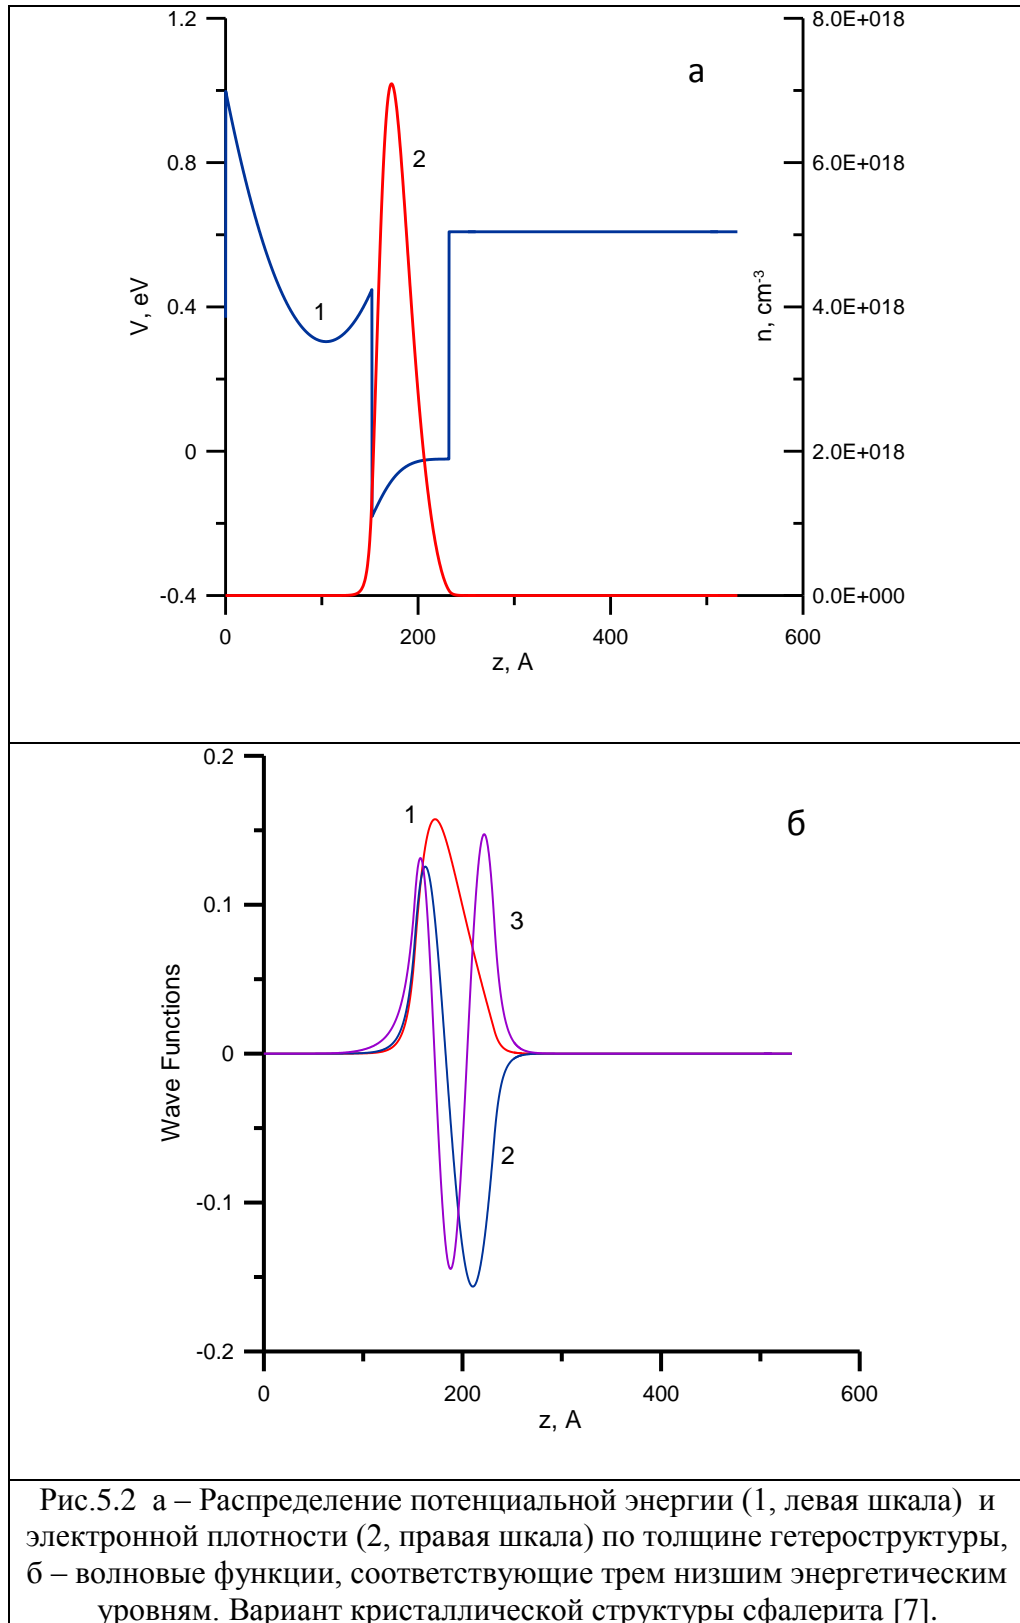 1.2
8.0E+018
а
2
0.8
6.0E+018
V, eV
n, cm-3
1
0.4
4.0E+018
0
2.0E+018
-0.4
0.0E+000
0
200
400
600
z, A
0.2
1
б
0.1
3
Wave Functions
0
2
-0.1
-0.2
0
200
400
600
z, A
Рис.5.2 а – Распределение потенциальной энергии (1, левая шкала) и
электронной плотности (2, правая шкала) по толщине гетероструктуры,
б – волновые функции, соответствующие трем низшим энергетическим
уровням. Вариант кристаллической структуры сфалерита [7].